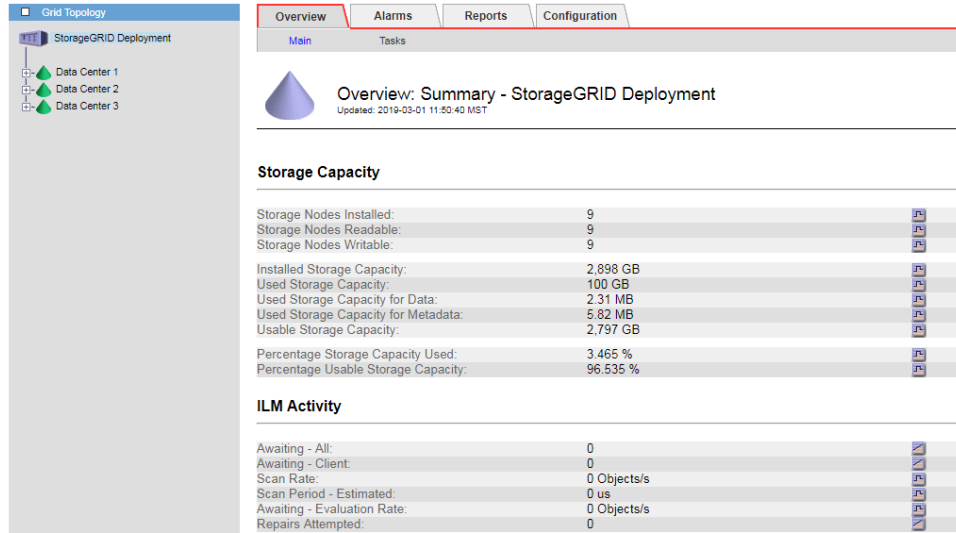 Grid Topology
StorageGRID Deployment
Data Center 1
Data Center 2
Data Center 3
Overview Alarms Reports Configuration
Main Tasks
Overview: Summary - StorageGRID Deployment
Updated: 2019-03-01 11:50:40 MST
Storage Capacity
Storage Nodes Installed: 9
Storage Nodes Readable: 9
Storage Nodes Writable: 9
Installed Storage Capacity: 2,898 GB
Used Storage Capacity: 100 GB
Used Storage Capacity for Data: 2.31 MB
Used Storage Capacity for Metadata: 5.82 MB
Usable Storage Capacity: 2,797 GB
Percentage Storage Capacity Used: 3.465 %
Percentage Usable Storage Capacity: 96.535 %
ILM Activity
Awaiting - All: 0
Awaiting - Client: 0
Scan Rate: 0 Objects/s
Scan Period - Estimated: 0 us
Awaiting - Evaluation Rate: 0 Objects/s
Repairs Attempted: 0